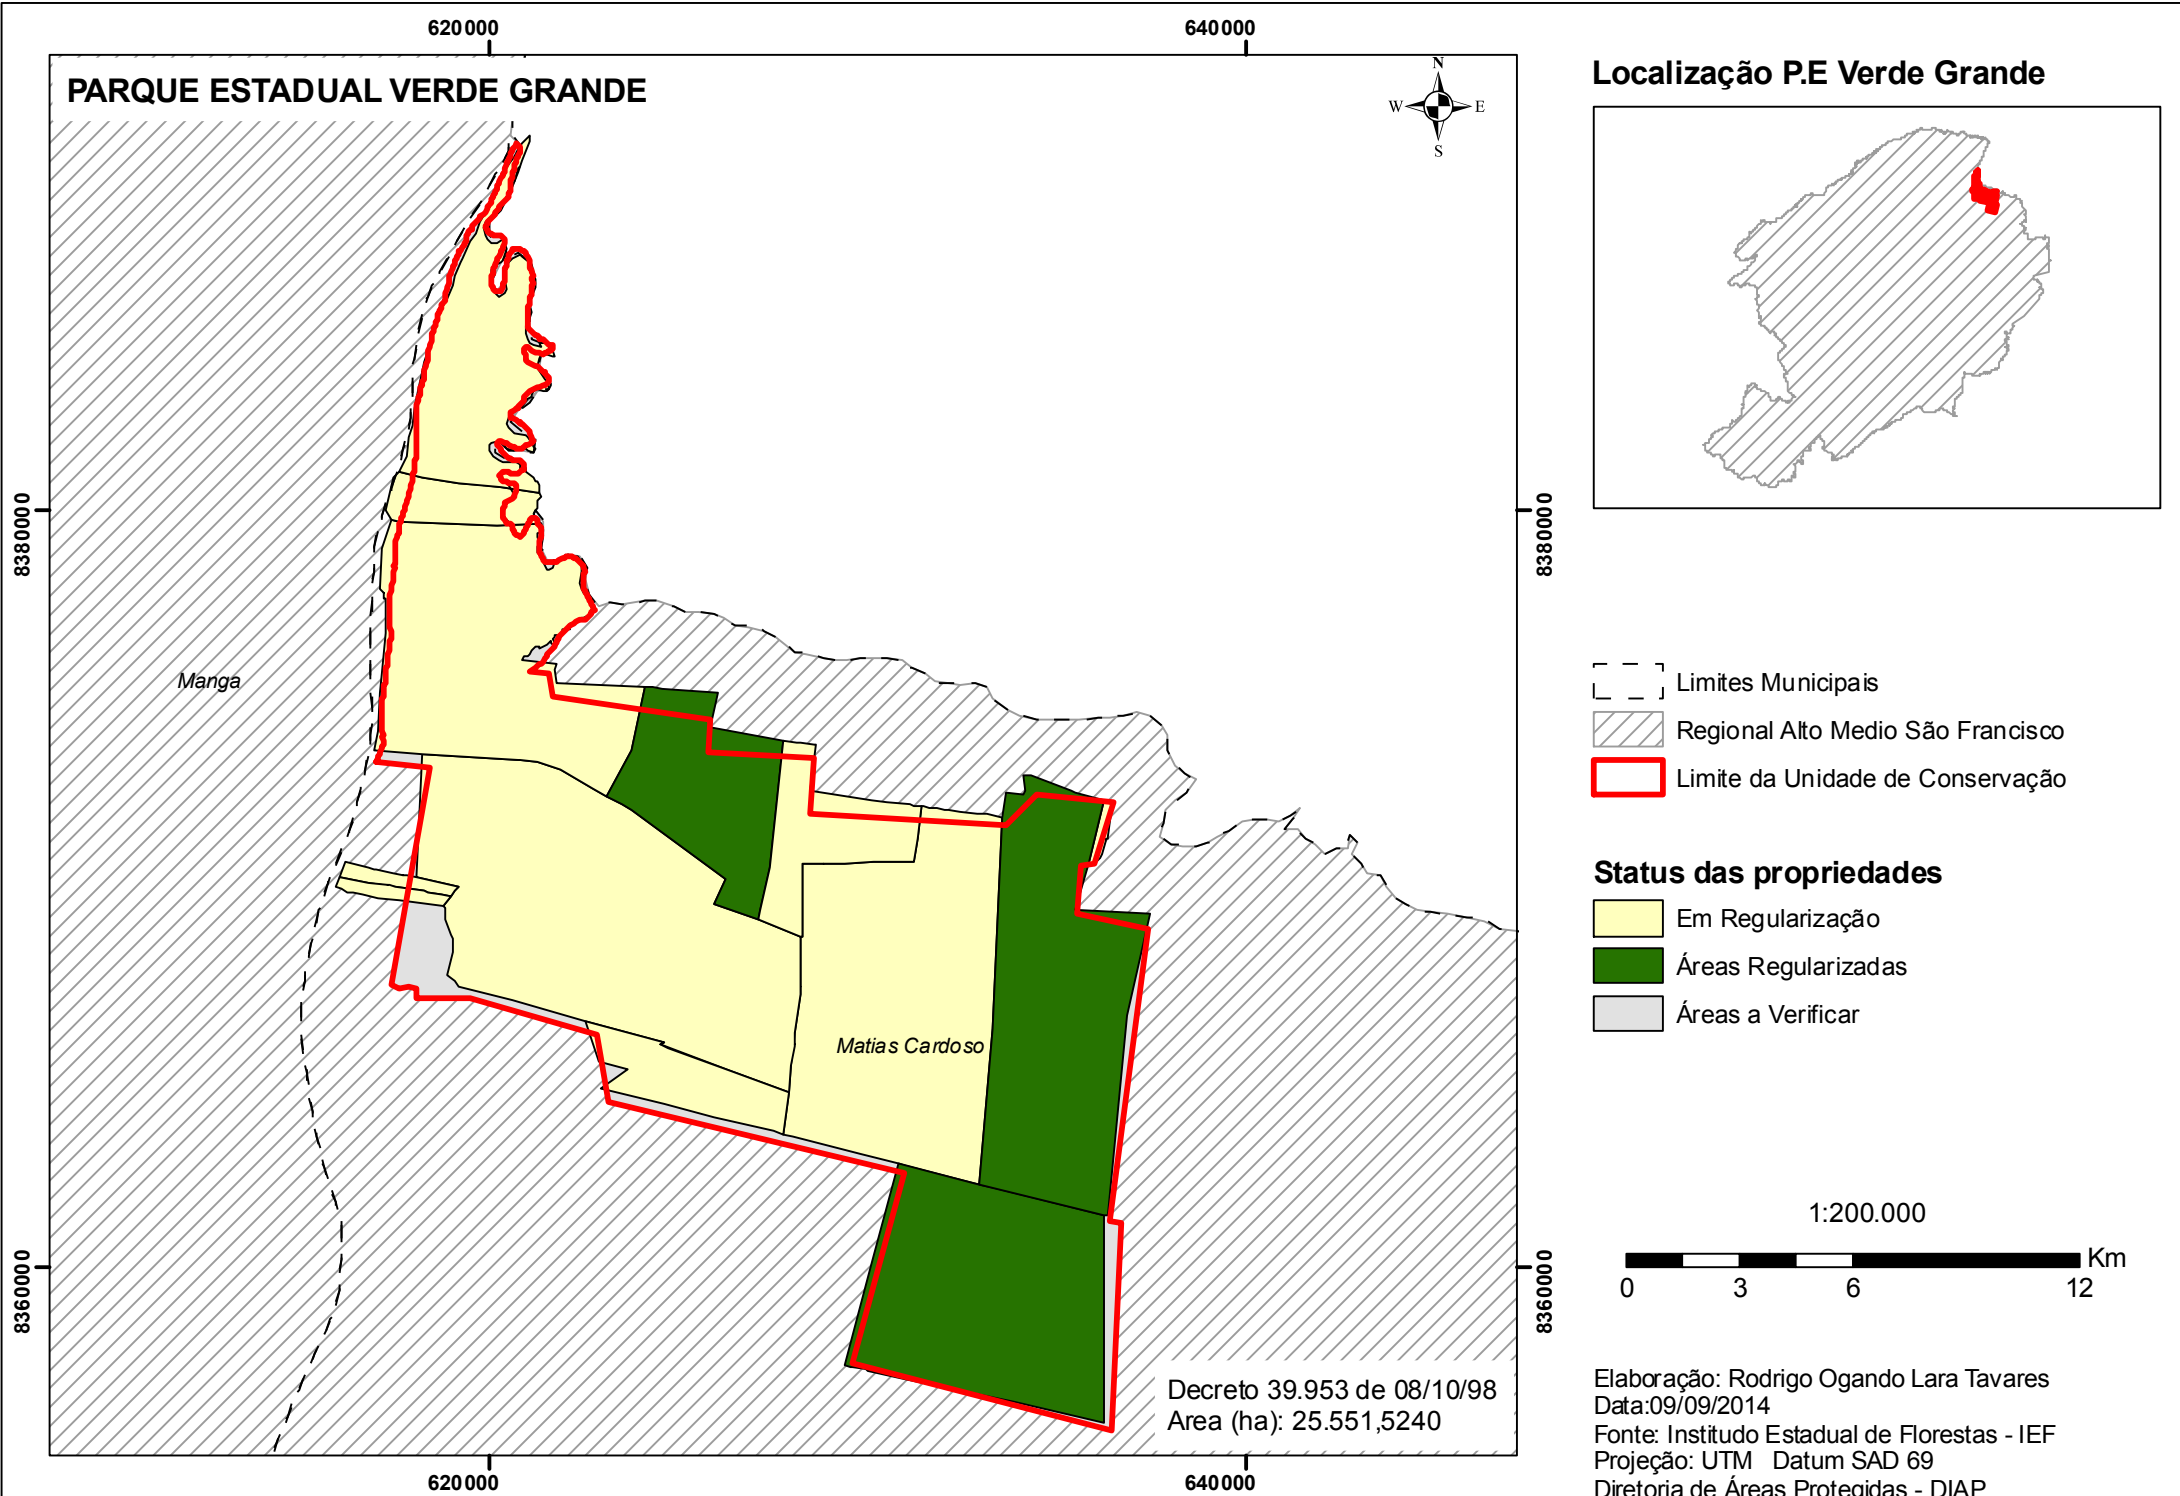 620000
640000
PARQUE ESTADUAL VERDE GRANDE
N
W
E
S
Localização P.E Verde Grande
8380000
8380000
Manga
Limites Municipais
Regional Alto Medio São Francisco
Limite da Unidade de Conservação
Status das propriedades
Em Regularização
Áreas Regularizadas
Áreas a Verificar
Matias Cardoso
1:200.000
Km
0 3 6 12
8360000
8360000
Decreto 39.953 de 08/10/98
Area (ha): 25.551,5240
Elaboração: Rodrigo Ogando Lara Tavares
Data:09/09/2014
Fonte: Institudo Estadual de Florestas - IEF
Projeção: UTM Datum SAD 69
Diretoria de Áreas Protegidas - DIAP
620000
640000